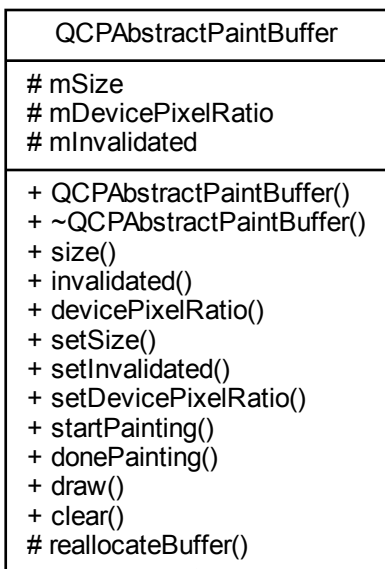 QCPAbstractPaintBuffer
# mSize
# mDevicePixelRatio
# mInvalidated
+ QCPAbstractPaintBuffer()
+ ~QCPAbstractPaintBuffer()
+ size()
+ invalidated()
+ devicePixelRatio()
+ setSize()
+ setInvalidated()
+ setDevicePixelRatio()
+ startPainting()
+ donePainting()
+ draw()
+ clear()
# reallocateBuffer()